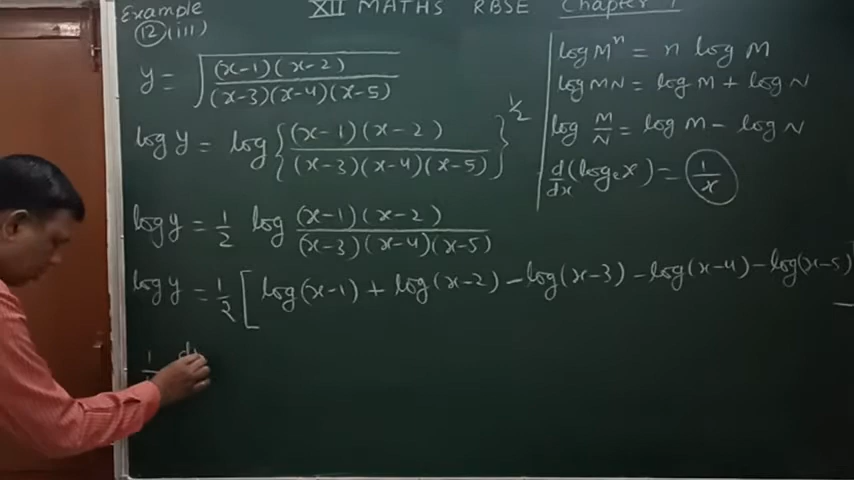 Example
12 (iii)
XII MATHS RBSE Chapter
y = √((x-1)(x-2) / (x-3)(x-4)(x-5))
log y = log {(x-1)(x-2) / (x-3)(x-4)(x-5)}^½
log y = 1/2 log (x-1)(x-2) / (x-3)(x-4)(x-5)
log y = 1/2 [ log(x-1) + log(x-2) - log(x-3) - log(x-4) - log(x-5)
1
log Mⁿ = n log M
log MN = log M + log N
log M/N = log M - log N
d/dx (logₑx) = 1/x